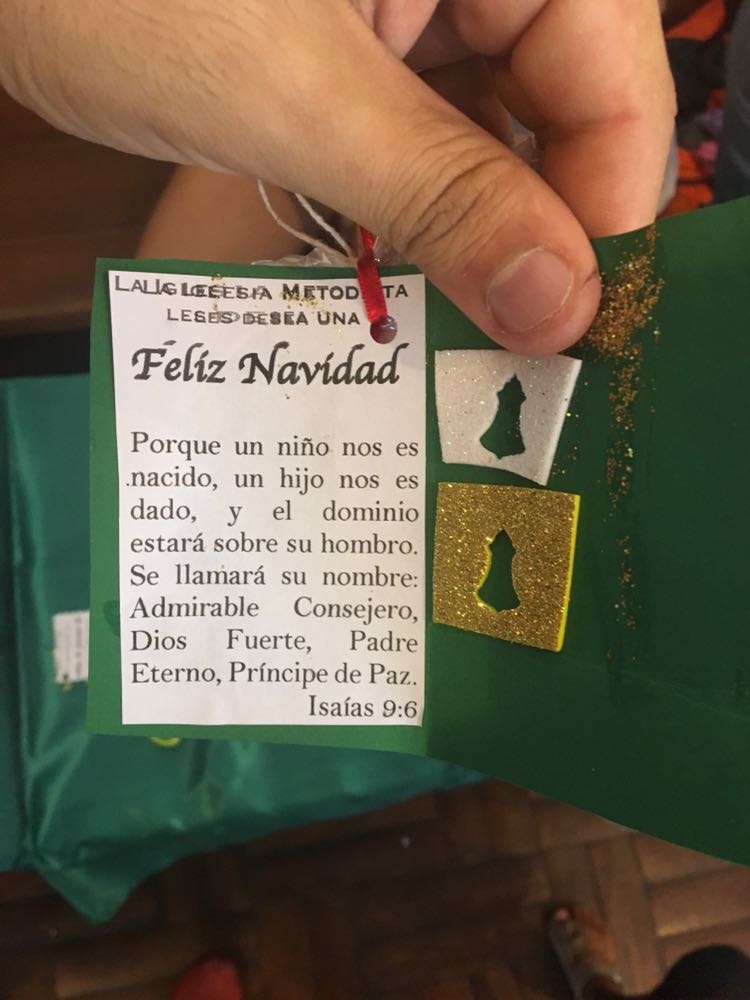 LA IGLESIA METODISTA
LES DESEA UNA
Feliz Navidad
Porque un niño nos es
nacido, un hijo nos es
dado, y el dominio
estará sobre su hombro.
Se llamará su nombre:
Admirable Consejero,
Dios Fuerte, Padre
Eterno, Príncipe de Paz.
Isaías 9:6